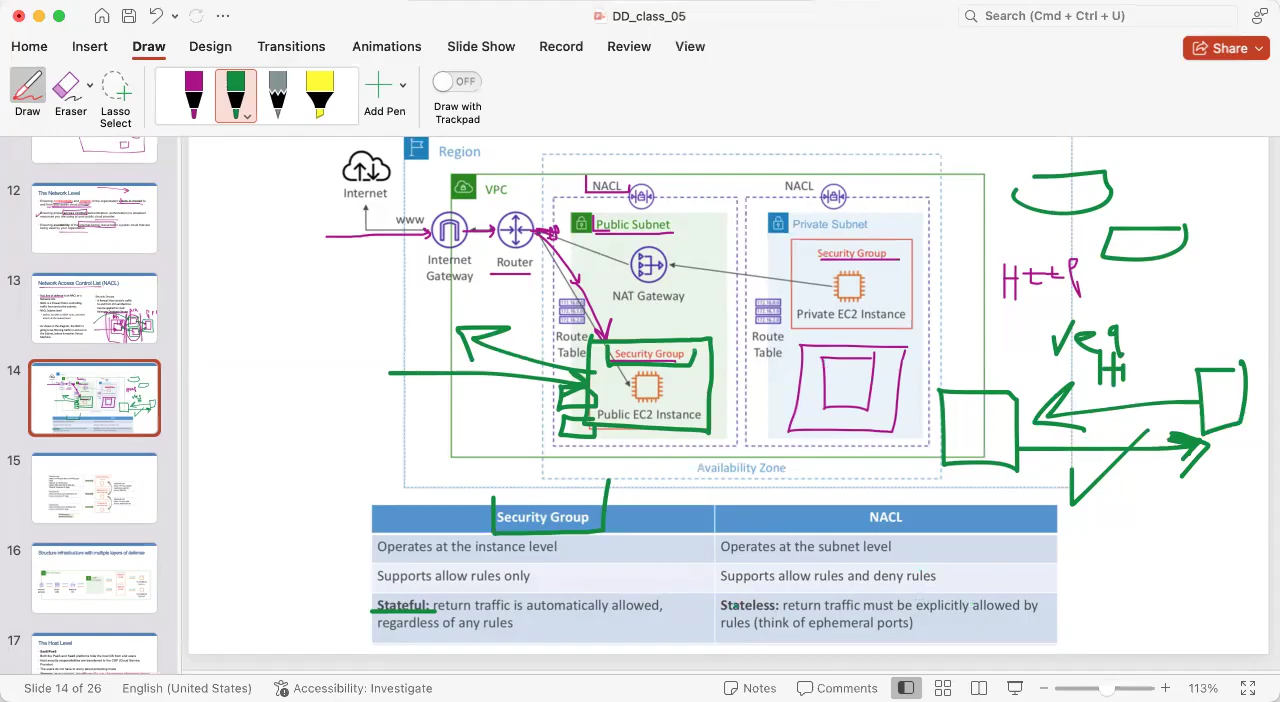 DD_class_05
Search (Cmd + Ctrl + U)
Home Insert Draw Design Transitions Animations Slide Show Record Review View
Share
OFF
Draw
Eraser
Lasso
Select
Add Pen
Draw with
Trackpad
12
The Network Level
13
Network Access Control List (NACL)
14
15
16
Structure infrastructure with multiple layers of defense
17
The Host Level
Region
Internet
VPC
www
Internet
Gateway
Router
NACL
Public Subnet
NAT Gateway
Route
Table
Security Group
Public EC2 Instance
NACL
Private Subnet
Security Group
Private EC2 Instance
Route
Table
Availability Zone
Http
req
Security Group NACL
Operates at the instance level Operates at the subnet level
Supports allow rules only Supports allow rules and deny rules
Stateful: return traffic is automatically allowed,
regardless of any rules
Stateless: return traffic must be explicitly allowed by
rules (think of ephemeral ports)
Slide 14 of 26 English (United States) Accessibility: Investigate Notes Comments 113%